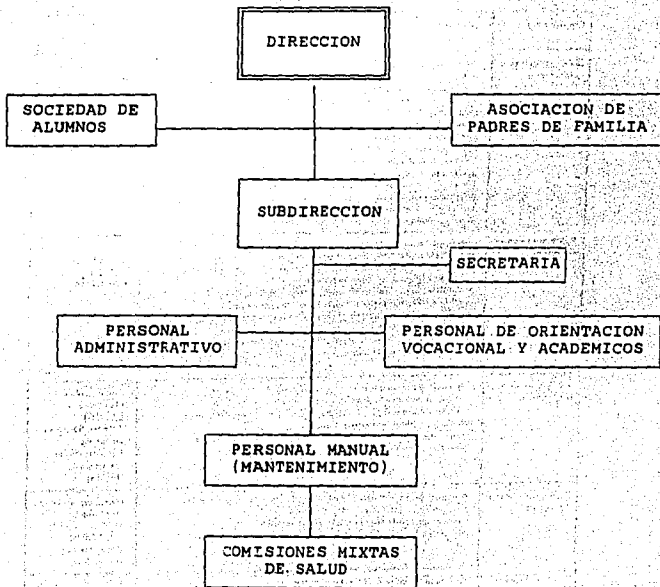 DIRECCION
SOCIEDAD DE
ALUMNOS
ASOCIACION DE
PADRES DE FAMILIA
SUBDIRECCION
SECRETARIA
PERSONAL
ADMINISTRATIVO
PERSONAL DE ORIENTACION
VOCACIONAL Y ACADEMICOS
PERSONAL MANUAL
(MANTENIMIENTO)
COMISIONES MIXTAS
DE SALUD